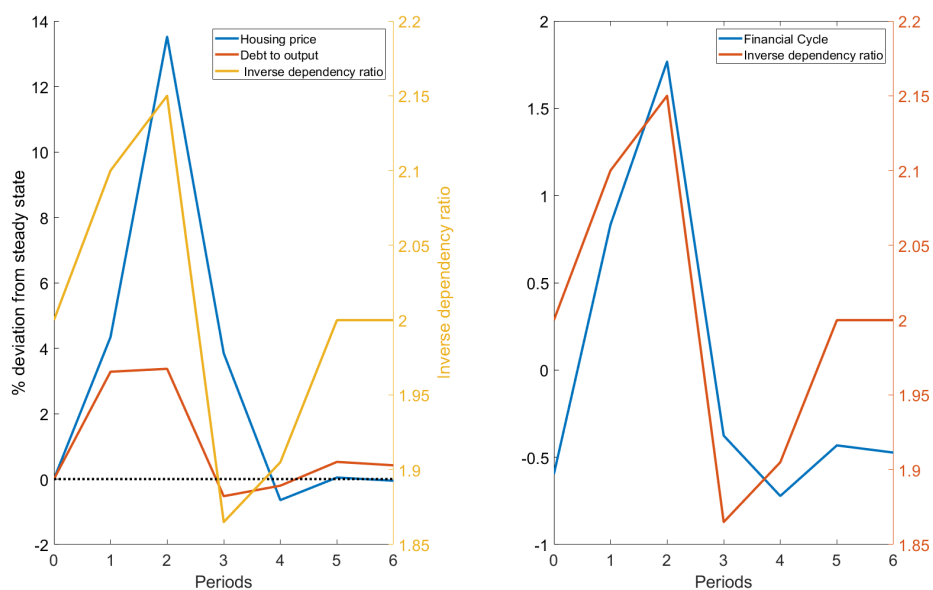 14
12
10
8
6
4
2
0
-2
% deviation from steady state
Housing price
Debt to output
Inverse dependency ratio
2.2
2.15
2.1
2.05
2
1.95
1.9
1.85
Inverse dependency ratio
0 1 2 3 4 5 6
Periods
2
1.5
1
0.5
0
-0.5
-1
Financial Cycle
Inverse dependency ratio
2.2
2.15
2.1
2.05
2
1.95
1.9
1.85
0 1 2 3 4 5 6
Periods